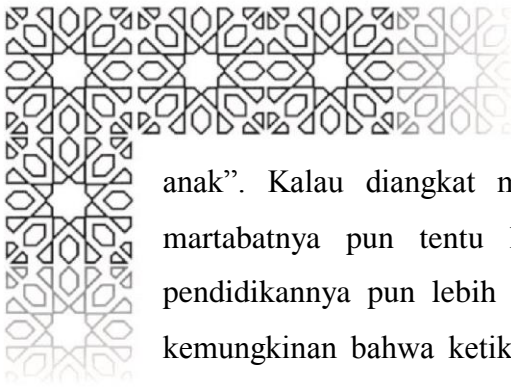 anak”. Kalau diangkat
martabatnya pun tentu
pendidikannya pun lebih
kemungkinan bahwa ketik